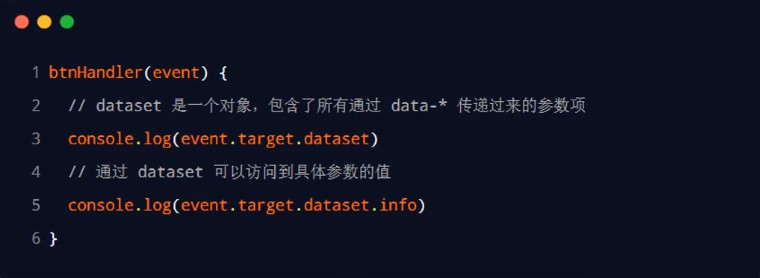 1 btnHandler(event) {
2 // dataset 是一个对象，包含了所有通过 data-* 传递过来的参数项
3 console.log(event.target.dataset)
4 // 通过 dataset 可以访问到具体参数的值
5 console.log(event.target.dataset.info)
6 }